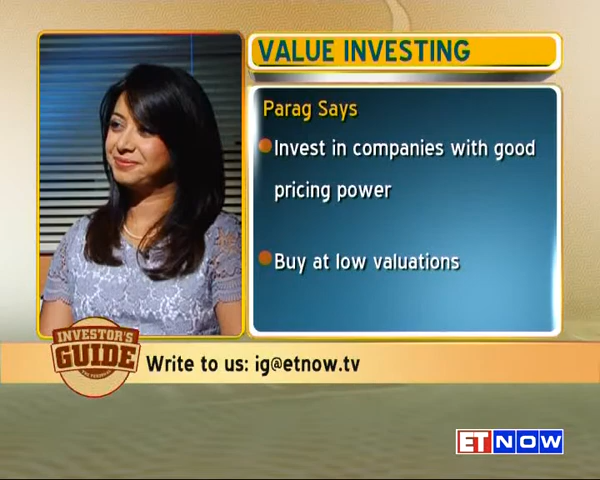 VALUE INVESTING
Parag Says
Invest in companies with good
pricing power
Buy at low valuations
INVESTOR'S
GUIDE
Write to us: ig@etnow.tv
ET NOW